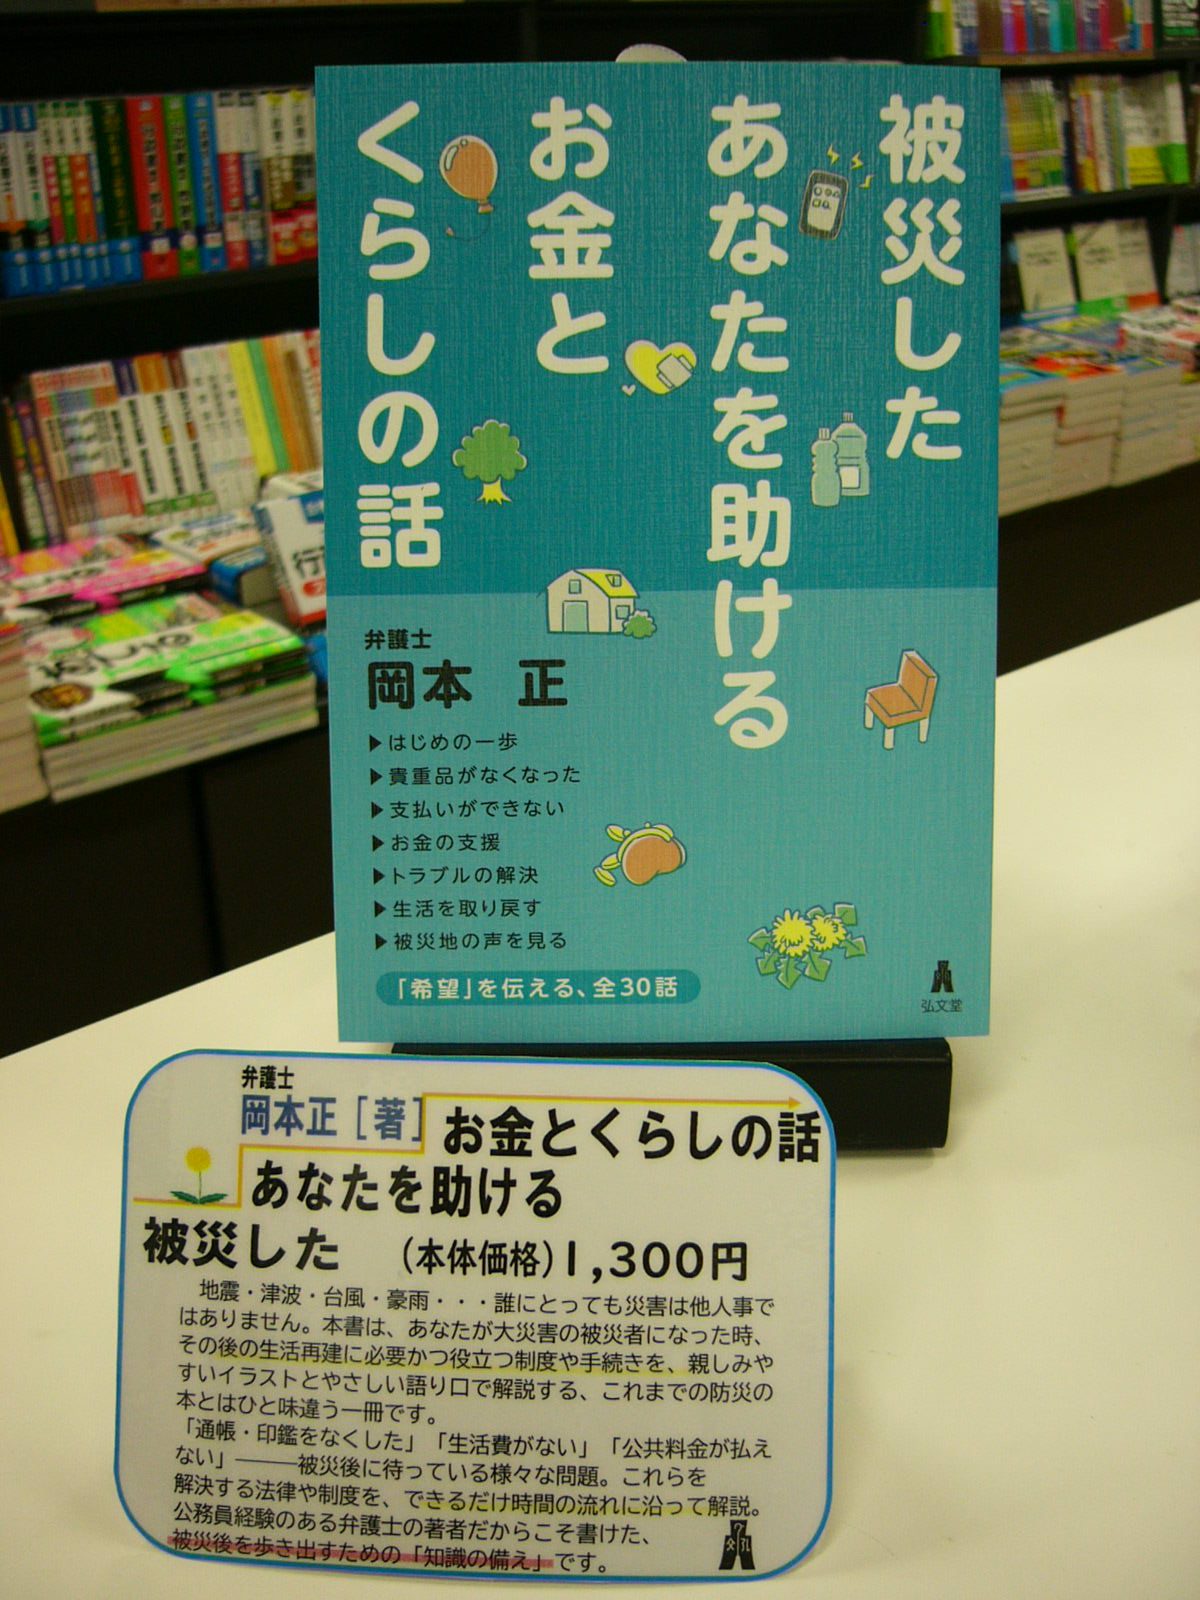 被災した
あなたを助ける
お金と
くらしの話
弁護士
岡本 正
▶はじめの一歩
▶貴重品がなくなった
▶支払いができない
▶お金の支援
▶トラブルの解決
▶生活を取り戻す
▶被災地の声を見る
「希望」を伝える、全30話
弘文堂
弁護士
岡本正[著]
お金とくらしの話
あなたを助ける
被災した (本体価格)1,300円
地震・津波・台風・豪雨・・・誰にとっても災害は他人事で
はありません。本書は、あなたが大災害の被災者になった時、
その後の生活再建に必要かつ役立つ制度や手続きを、親しみや
すいイラストとやさしい語り口で解説する、これまでの防災の
本とはひと味違う一冊です。
「通帳・印鑑をなくした」「生活費がない」「公共料金が払え
ない」———被災後に待っている様々な問題。これらを
解決する法律や制度を、できるだけ時間の流れに沿って解説。
公務員経験のある弁護士の著者だからこそ書けた、
被災後を歩き出すための「知識の備え」です。